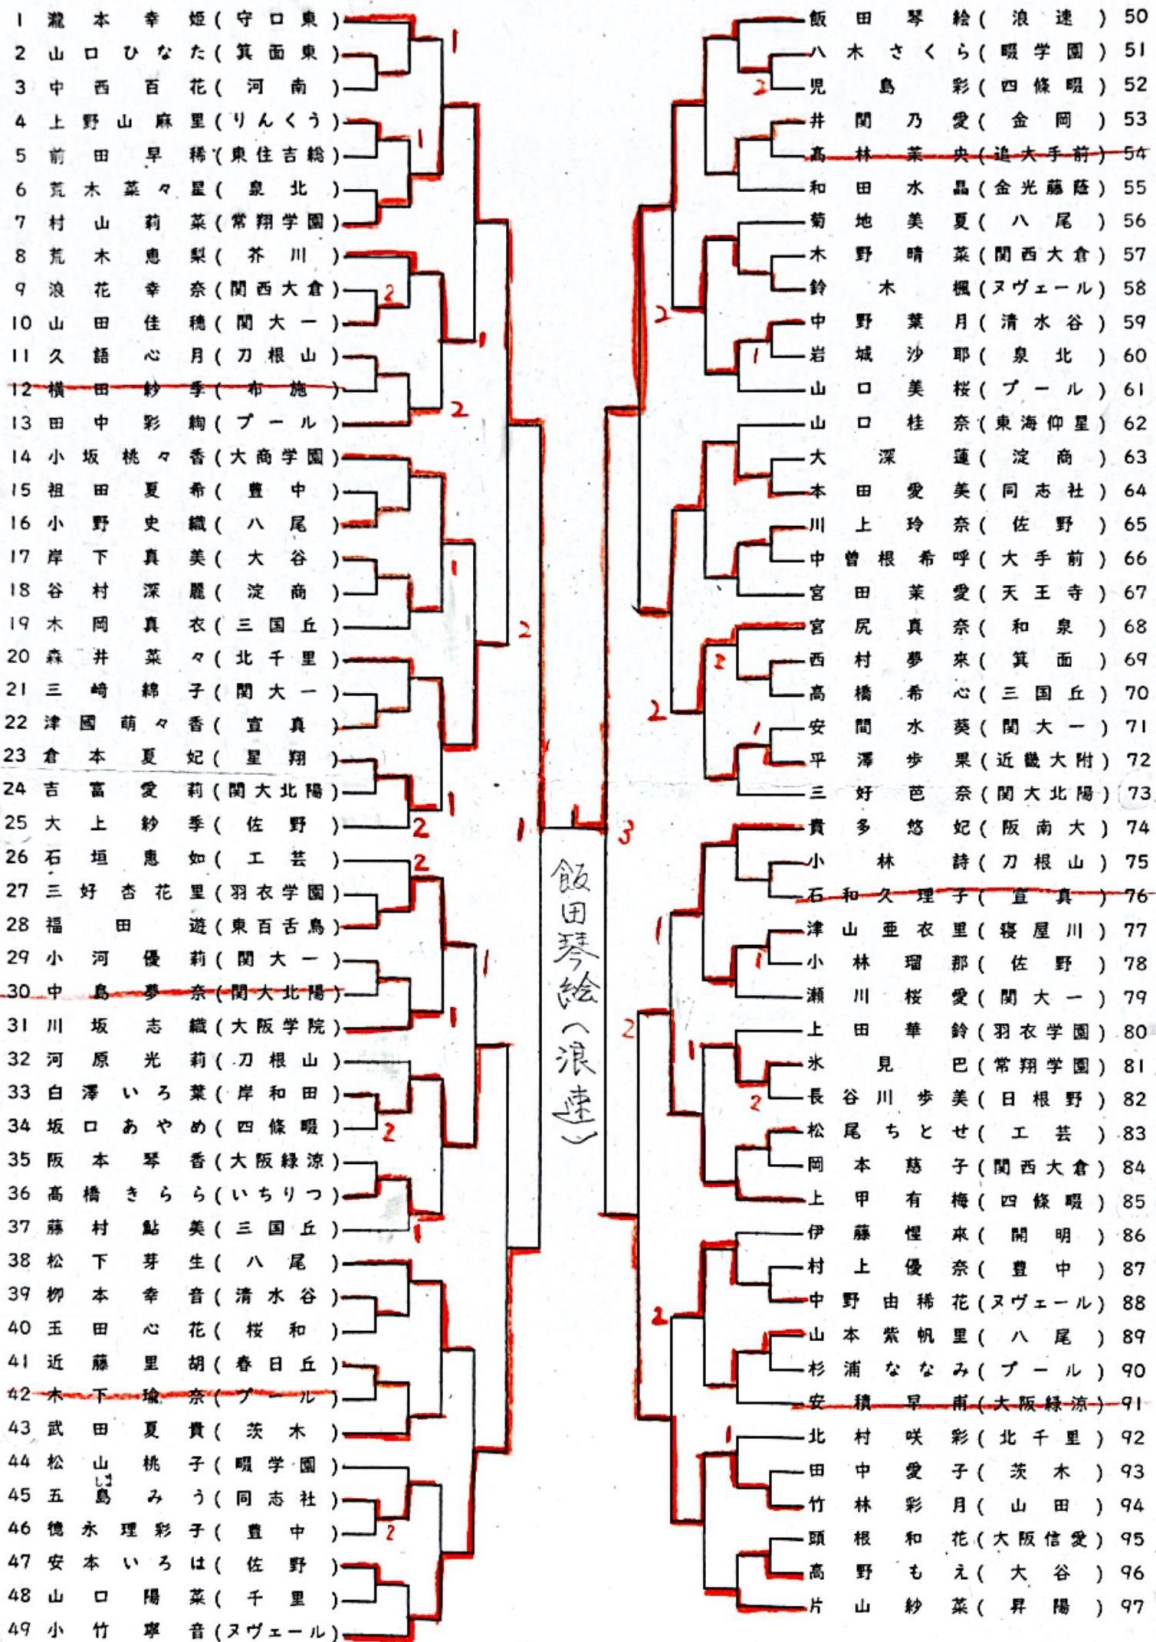 1 瀧本幸姫(守口東)
2 山口ひなた(箕面東)
3 中西百花(河南)
4 上野山麻里(りんくう)
5 前田早稀(東住吉総)
6 荒木菜々星(泉北)
7 村山莉菜(常翔学園)
8 荒木恵梨(芥川)
9 浪花幸奈(関西大倉)
10 山田佳穂(関大一)
11 久語心月(刀根山)
12 横田紗季(布施)
13 田中彩絢(プール)
14 小坂桃々香(大商学園)
15 祖田夏希(豊中)
16 小野史織(八尾)
17 岸下真美(大谷)
18 谷村深麗(淀商)
19 木岡真衣(三国丘)
20 森井菜々(北千里)
21 三崎綿子(関大一)
22 津國萌々香(宣真)
23 倉本夏妃(星翔)
24 吉富愛莉(関大北陽)
25 大上紗季(佐野)
26 石垣恵如(工芸)
27 三好杏花里(羽衣学園)
28 福田遊(東百舌鳥)
29 小河優莉(関大一)
30 中島夢奈(関大北陽)
31 川坂志織(大阪学院)
32 河原光莉(刀根山)
33 白澤いろ葉(岸和田)
34 坂口あやめ(四條畷)
35 阪本琴香(大阪緑涼)
36 髙橋きらら(いちりつ)
37 藤村鮎美(三国丘)
38 松下芽生(八尾)
39 栁本幸音(清水谷)
40 玉田心花(桜和)
41 近藤里胡(春日丘)
42 木下瑜奈(プール)
43 武田夏貴(茨木)
44 松山桃子(畷学園)
45 五島みう(同志社)
しま
46 徳永理彩子(豊中)
47 安本いろは(佐野)
48 山口陽菜(千里)
49 小竹寧音(ヌヴェール)
1
1
2
1
2
1
2
1
2
2
1
1
2
1
2
1
飯田琴絵(浪速)
3
飯田琴絵(浪速) 50
八木さくら(畷学園) 51
児島彩(四條畷) 52
井関乃愛(金岡) 53
髙林茉央(追大手前) 54
和田水晶(金光藤蔭) 55
菊地美夏(八尾) 56
木野晴菜(関西大倉) 57
鈴木楓(ヌヴェール) 58
中野葉月(清水谷) 59
岩城沙耶(泉北) 60
山口美桜(プール) 61
山口桂奈(東海仰星) 62
大深蓮(淀商) 63
本田愛美(同志社) 64
川上玲奈(佐野) 65
中曽根希呼(大手前) 66
宮田茉愛(天王寺) 67
宮尻真奈(和泉) 68
西村夢来(箕面) 69
高橋希心(三国丘) 70
安間水葵(関大一) 71
平澤歩果(近畿大附) 72
三好芭奈(関大北陽) 73
貴多悠妃(阪南大) 74
小林詩(刀根山) 75
石和久理子(宣真) 76
津山亜衣里(寝屋川) 77
小林瑠那(佐野) 78
瀬川桜愛(関大一) 79
上田華鈴(羽衣学園) 80
氷見巴(常翔学園) 81
長谷川歩美(日根野) 82
松尾ちとせ(工芸) 83
岡本慈子(関西大倉) 84
上甲有梅(四條畷) 85
伊藤惺来(開明) 86
村上優奈(豊中) 87
中野由稀花(ヌヴェール) 88
山本紫帆里(八尾) 89
杉浦ななみ(プール) 90
安積早甫(大阪緑涼) 91
北村咲彩(北千里) 92
田中愛子(茨木) 93
竹林彩月(山田) 94
頭根和花(大阪信愛) 95
高野もえ(大谷) 96
片山紗菜(昇陽) 97
2
2
1
2
2
1
1
1
2
1
2
2
1